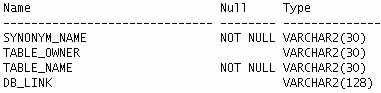 Name                            Null     Type
------------------------------- -------- -------------
SYNONYM_NAME                    NOT NULL VARCHAR2(30)
TABLE_OWNER                              VARCHAR2(30)
TABLE_NAME                      NOT NULL VARCHAR2(30)
DB_LINK                                  VARCHAR2(128)